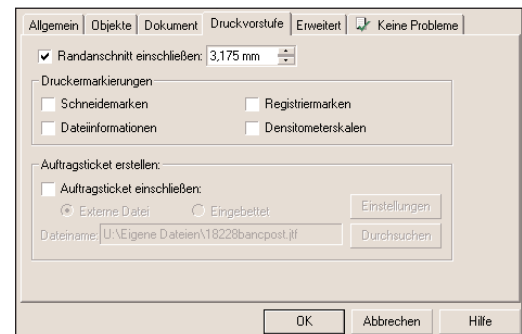 Allgemein Objekte Dokument Druckvorstufe Erweitert Keine Probleme
Randanschnitt einschließen: 3,175 mm
Druckermarkierungen
Schneidemarken Registriermarken
Dateiinformationen Densitometerskalen
Auftragsticket erstellen:
Auftragsticket einschließen:
Externe Datei Eingebettet Einstellungen
Dateiname: U:\Eigene Dateien\18228bancpost.jtf Durchsuchen
OK Abbrechen Hilfe